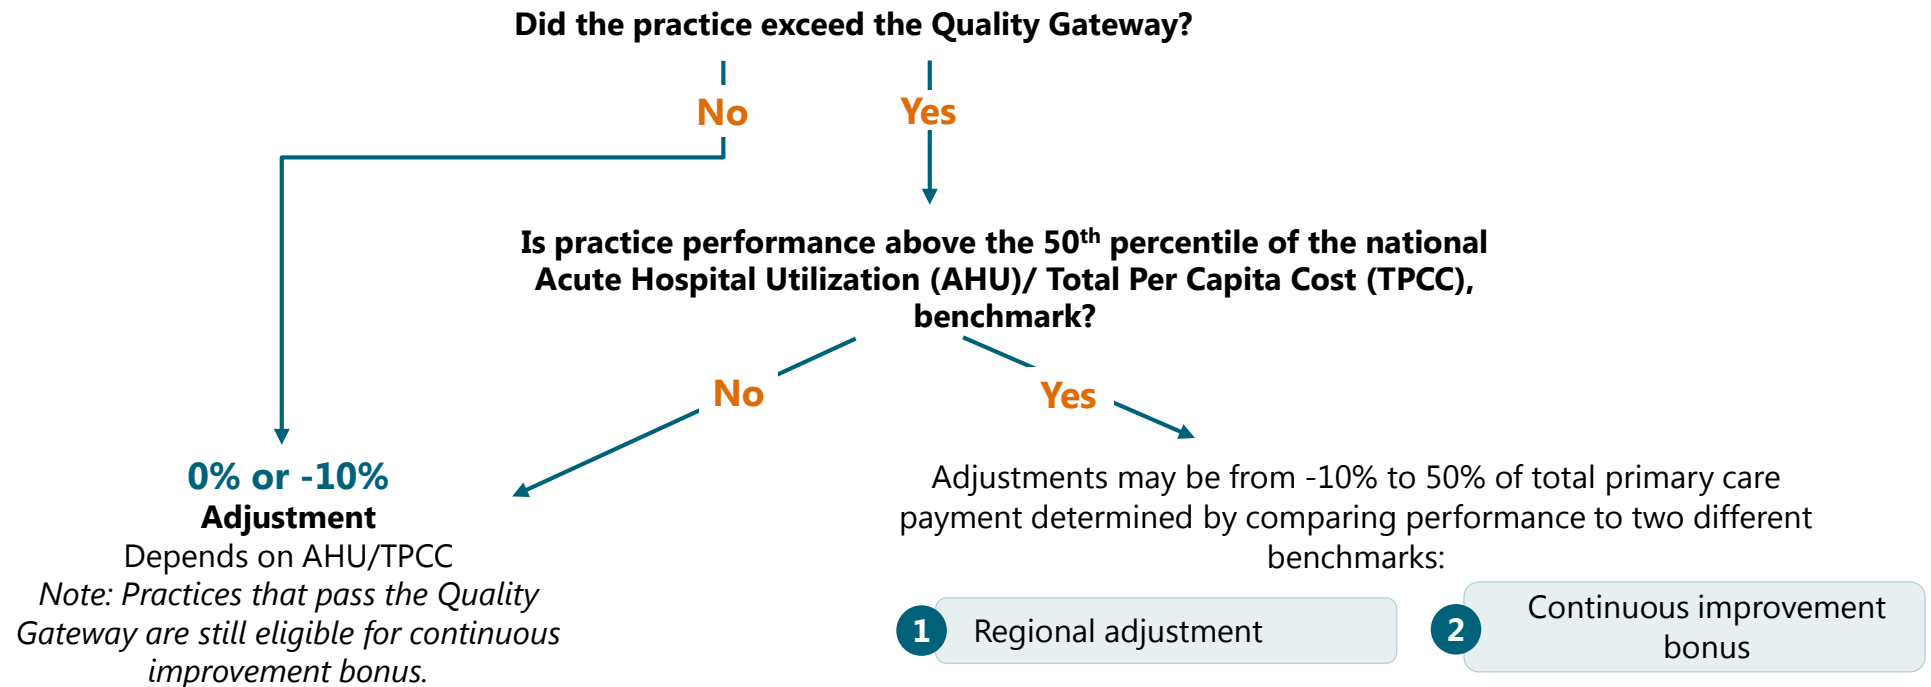 Did the practice exceed the Quality Gateway?
No
Yes
Is practice performance above the 50th percentile of the national
Acute Hospital Utilization (AHU)/ Total Per Capita Cost (TPCC),
benchmark?
No
Yes
0% or -10%
Adjustment
Depends on AHU/TPCC
Note: Practices that pass the Quality
Gateway are still eligible for continuous
improvement bonus.
Adjustments may be from -10% to 50% of total primary care
payment determined by comparing performance to two different
benchmarks:
1 Regional adjustment
2 Continuous improvement
bonus